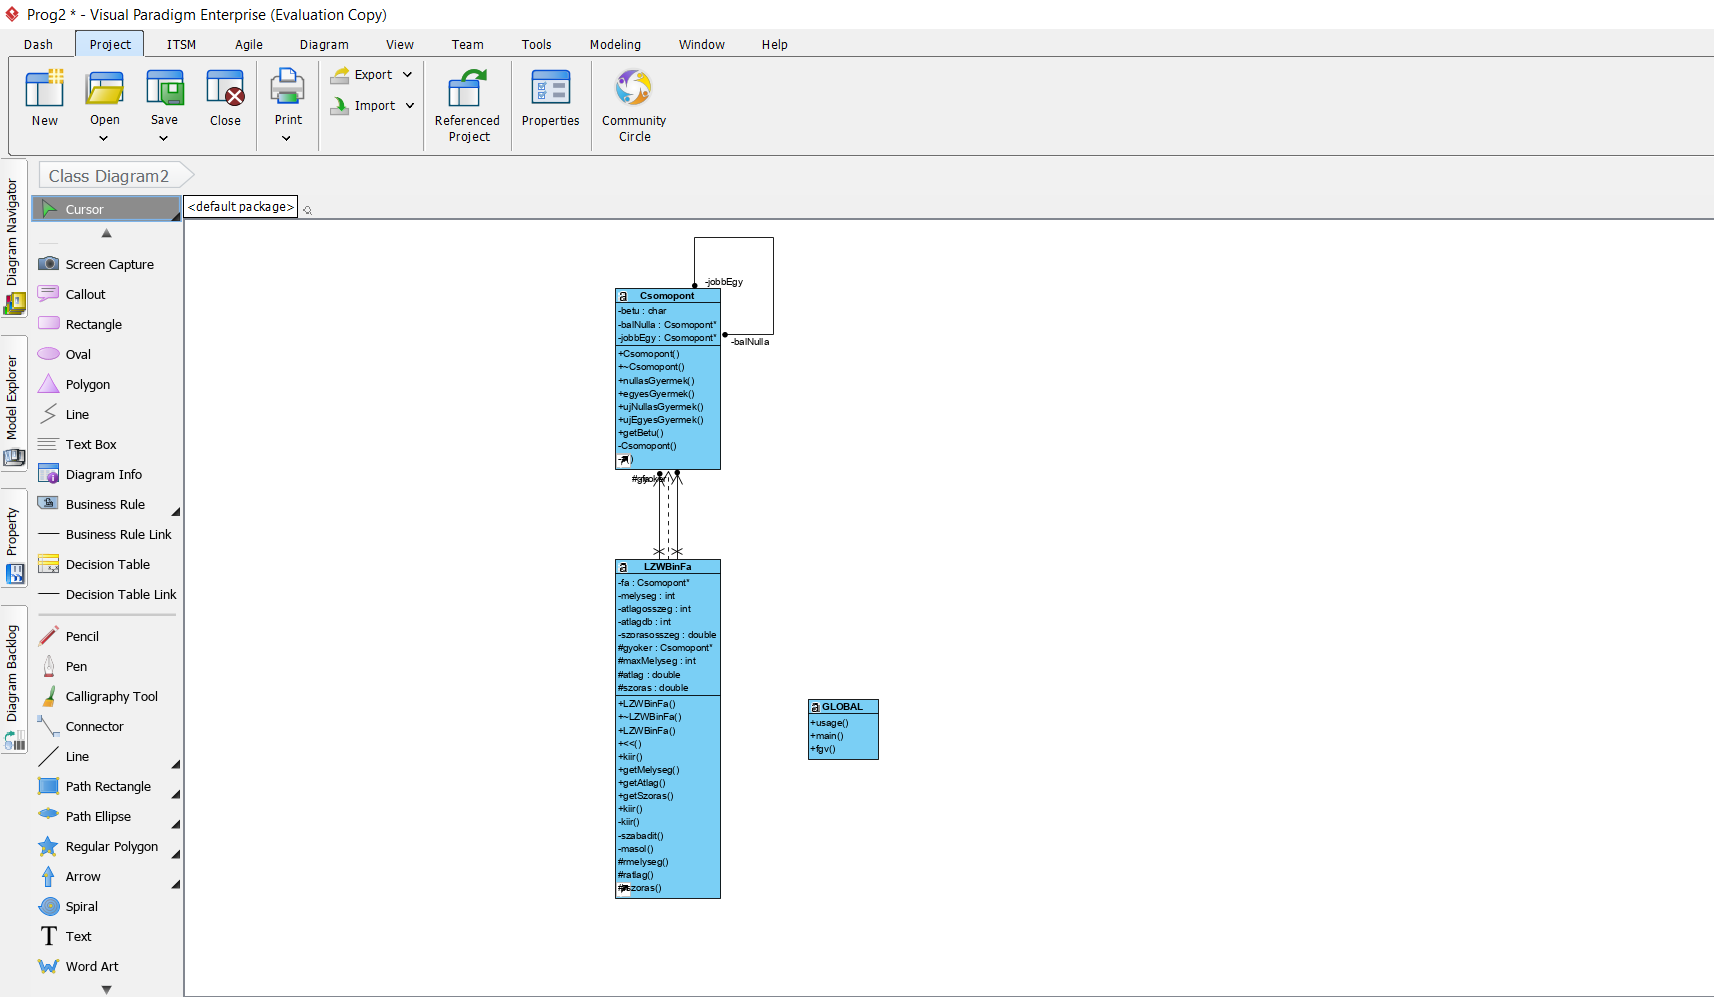 Prog2 * - Visual Paradigm Enterprise (Evaluation Copy)
Dash Project ITSM Agile Diagram View Team Tools Modeling Window Help
New Open Save Close Print Export Import Referenced Project Properties Community Circle
Class Diagram2
<default package>
Diagram Navigator
Model Explorer
Property
Diagram Backlog
Cursor
Screen Capture
Callout
Rectangle
Oval
Polygon
Line
Text Box
Diagram Info
Business Rule
Business Rule Link
Decision Table
Decision Table Link
Pencil
Pen
Calligraphy Tool
Connector
Line
Path Rectangle
Path Ellipse
Regular Polygon
Arrow
Spiral
T Text
Word Art
-jobbEgy
a Csomopont
-betu : char
-balNulla : Csomopont*
-jobbEgy : Csomopont*
-balNulla
+Csomopont()
+~Csomopont()
+nullasGyermek()
+egyesGyermek()
+ujNullasGyermek()
+ujEgyesGyermek()
+getBetu()
-Csomopont()
a LZWBinFa
-fa : Csomopont*
-melyseg : int
-atlagosszeg : int
-atlagdb : int
-szorasosszeg : double
#gyoker : Csomopont*
#maxMelyseg : int
#atlag : double
#szoras : double
+LZWBinFa()
+~LZWBinFa()
+LZWBinFa()
+<<()
+kiir()
+getMelyseg()
+getAtlag()
+getSzoras()
+kiir()
-kiir()
-szabadit()
-masol()
#rmelyseg()
#ratlag()
a GLOBAL
+usage()
+main()
+fgv()